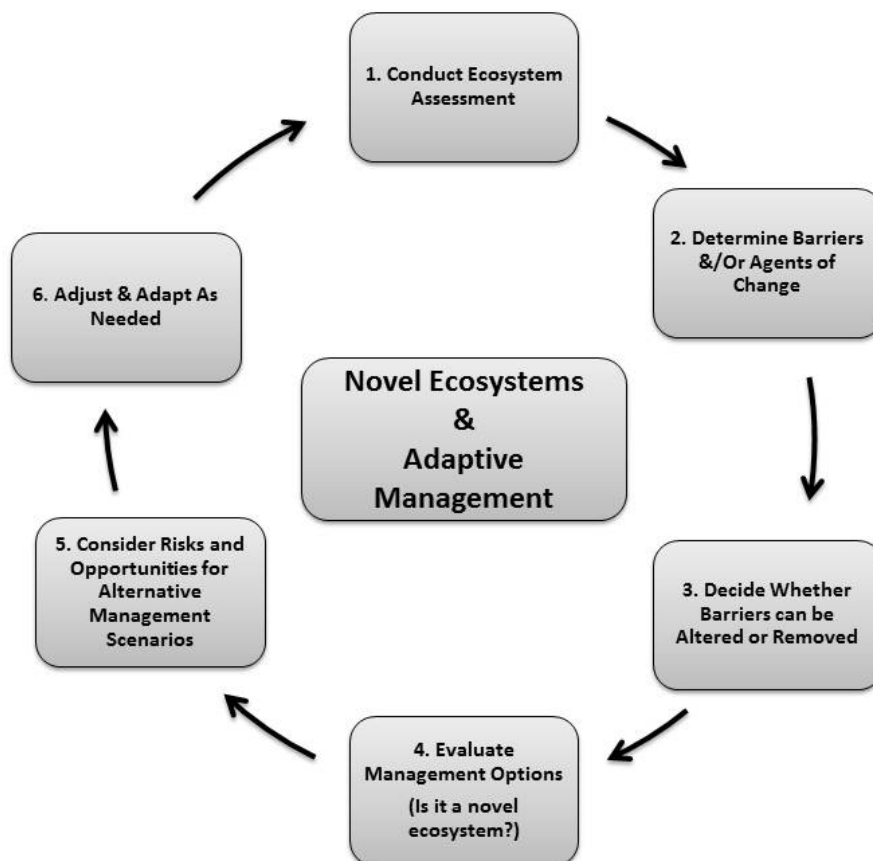 1. Conduct Ecosystem
Assessment
2. Determine Barriers
&/Or Agents of
Change
3. Decide Whether
Barriers can be
Altered or Removed
4. Evaluate
Management Options
(Is it a novel
ecosystem?)
5. Consider Risks and
Opportunities for
Alternative
Management
Scenarios
6. Adjust & Adapt As
Needed
Novel Ecosystems
&
Adaptive
Management